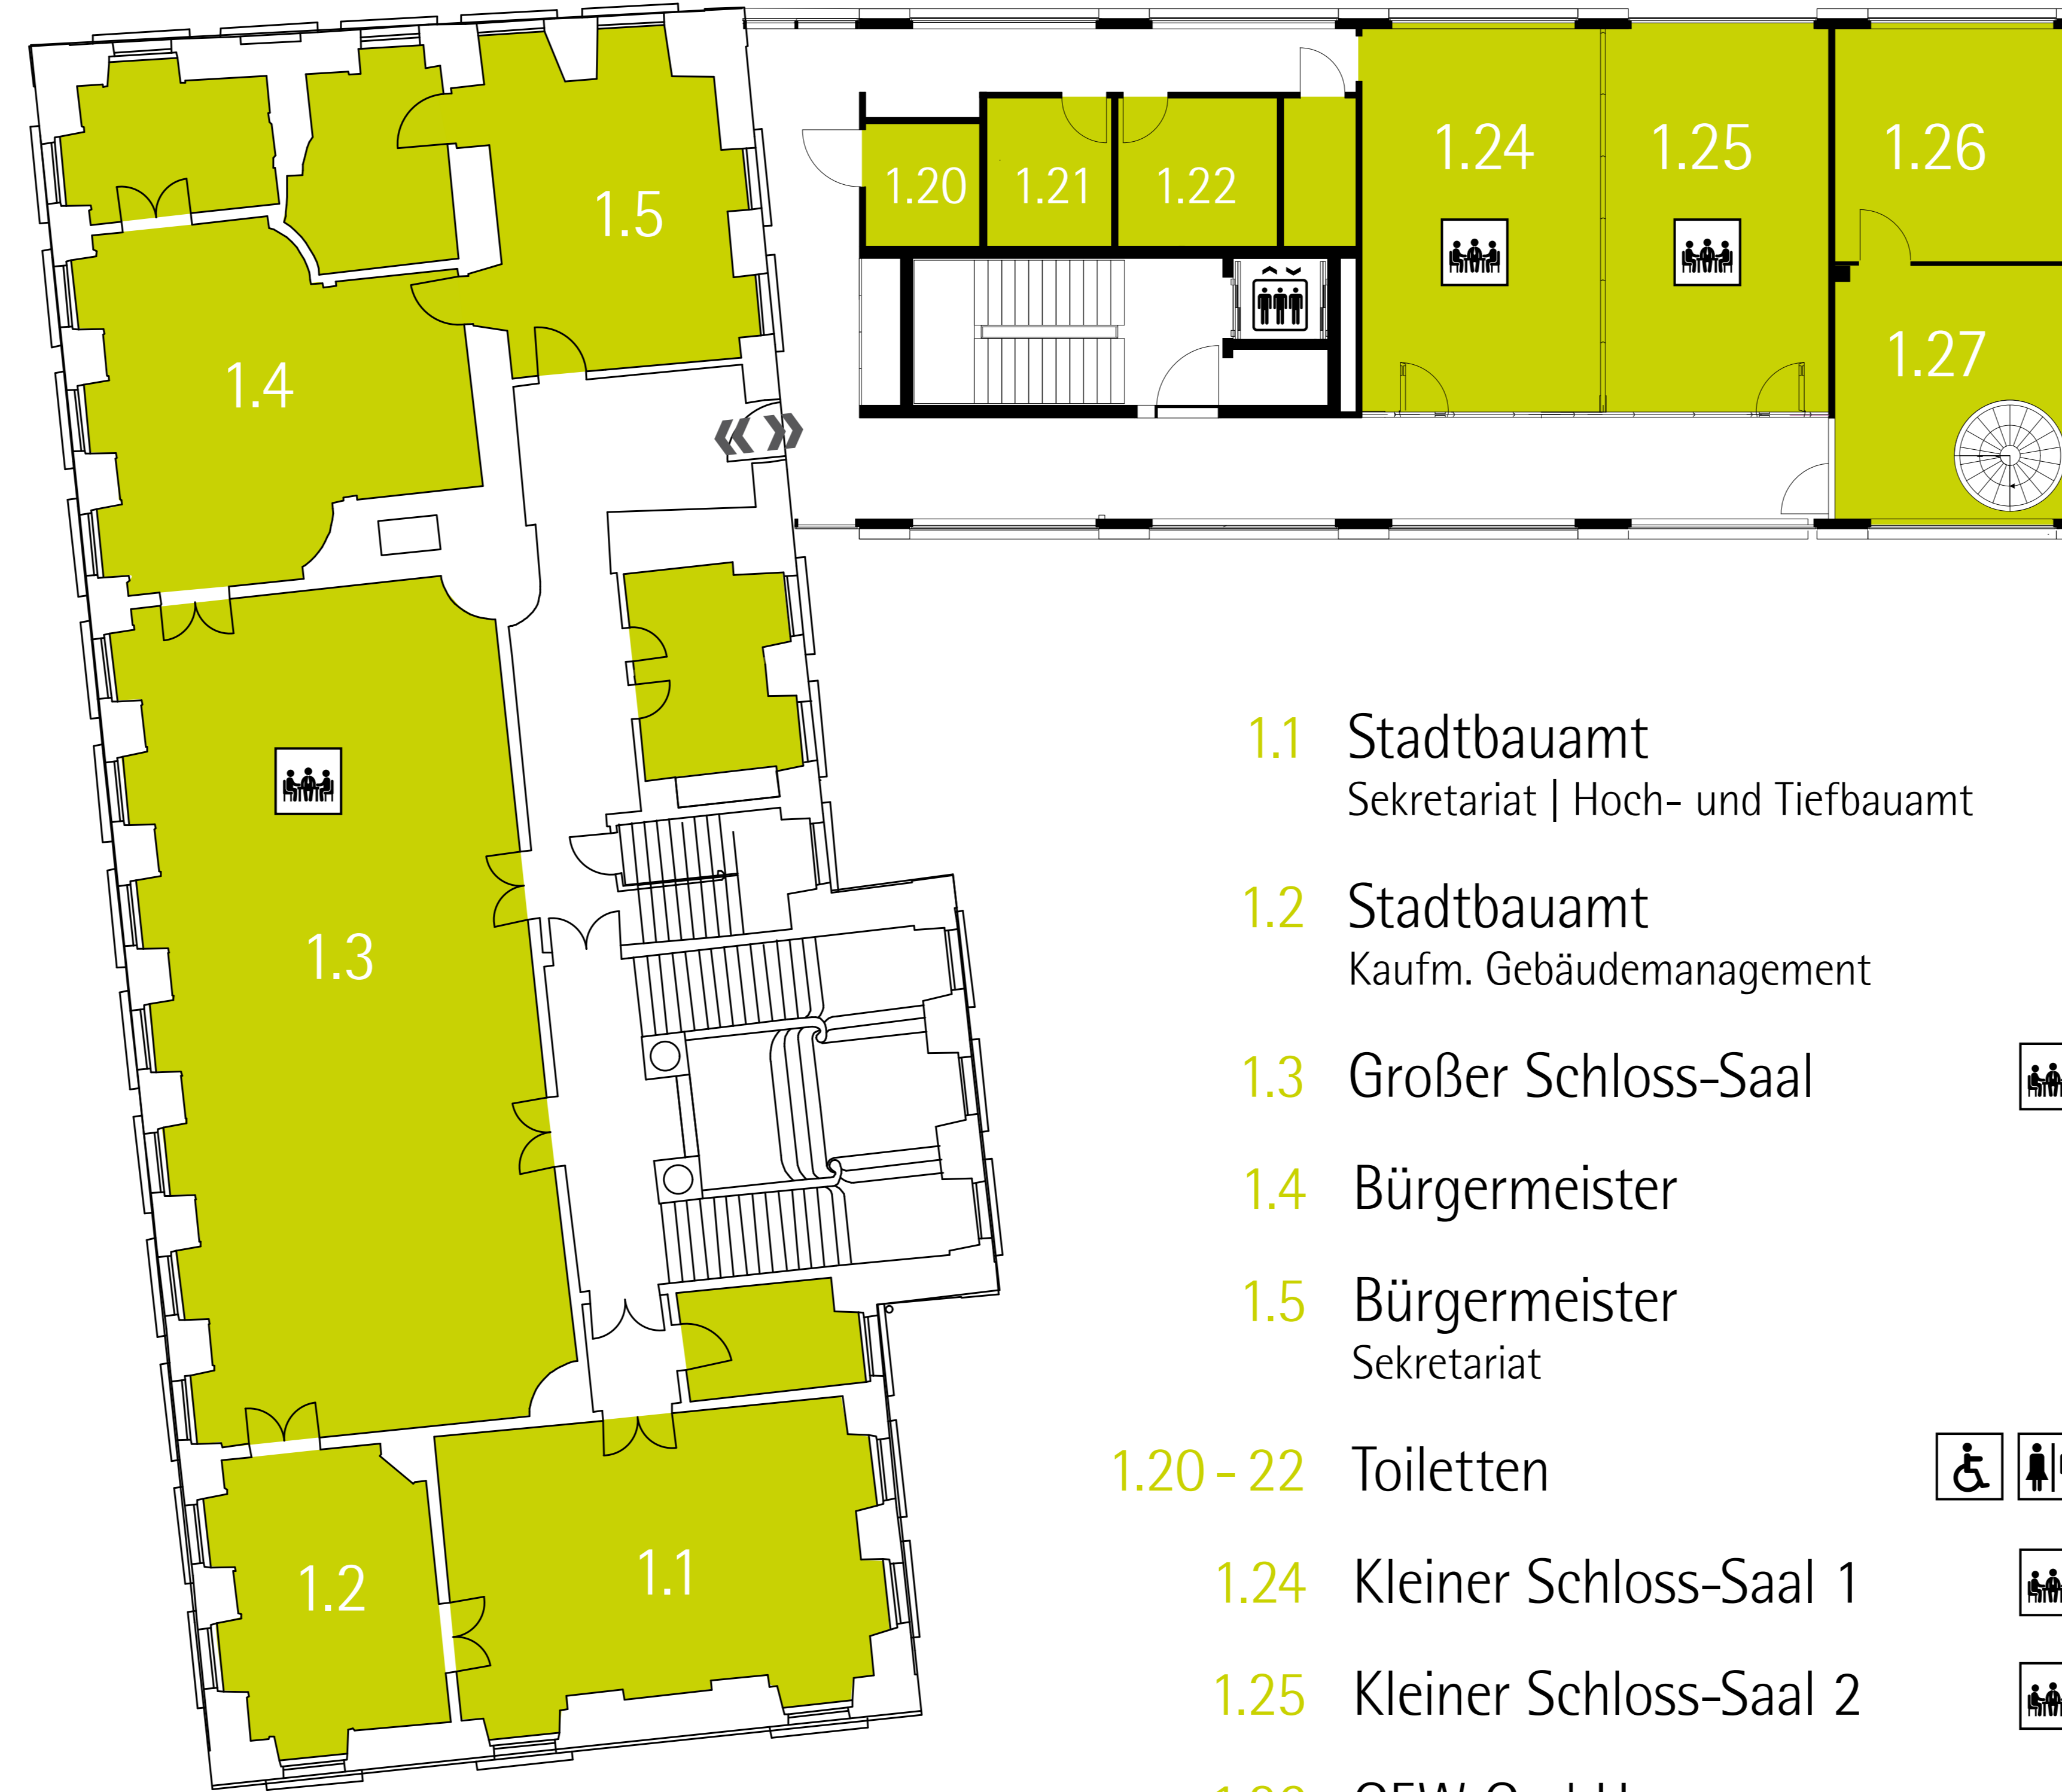 1.5
1.20
1.21
1.22
1.24
1.25
1.26
1.4
1.27
1.3
1.2
1.1
1.1 Stadtbauamt
Sekretariat | Hoch- und Tiefbauamt
1.2 Stadtbauamt
Kaufm. Gebäudemanagement
1.3 Großer Schloss-Saal
1.4 Bürgermeister
1.5 Bürgermeister
Sekretariat
1.20 - 22 Toiletten
1.24 Kleiner Schloss-Saal 1
1.25 Kleiner Schloss-Saal 2